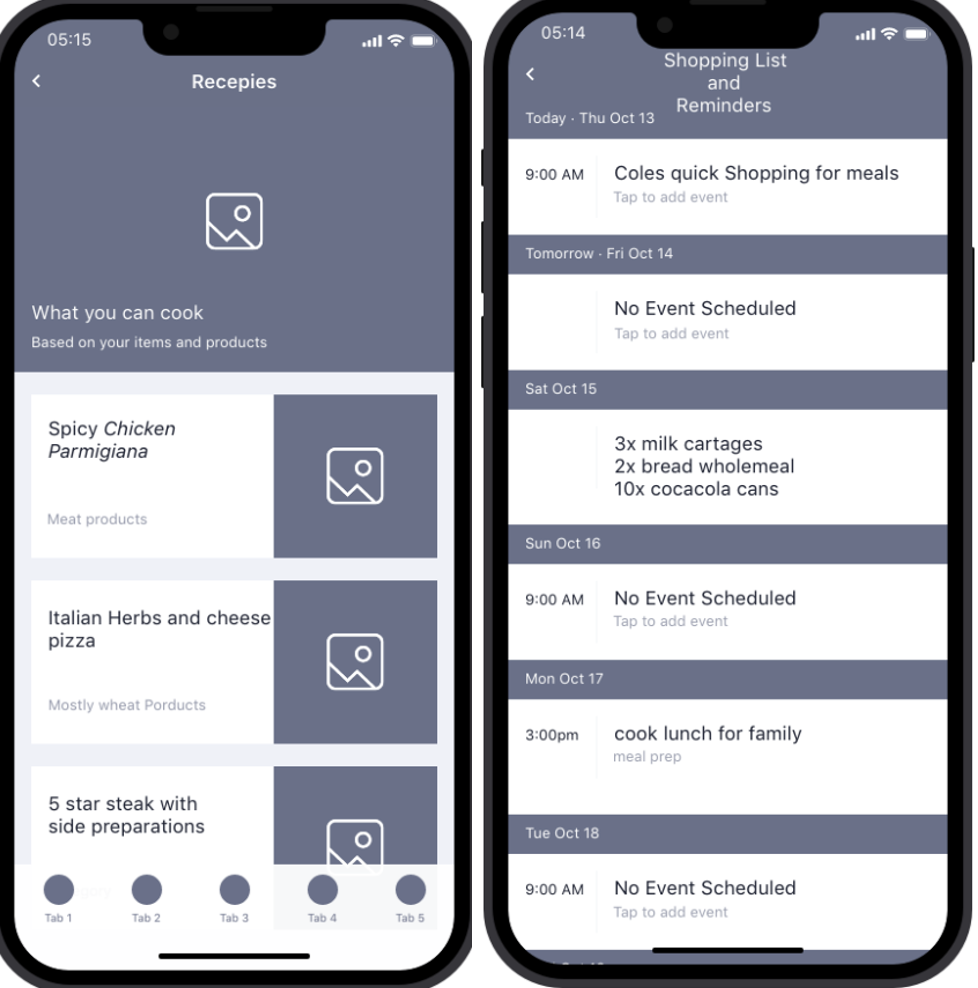 05:15
Recepies
What you can cook
Based on your items and products
Spicy Chicken
Parmigiana
Meat products
Italian Herbs and cheese
pizza
Mostly wheat Porducts
5 star steak with
side preparations
Tab 1
Tab 2
Tab 3
Tab 4
Tab 5
05:14
Shopping List
and
Reminders
Today · Thu Oct 13
9:00 AM
Coles quick Shopping for meals
Tap to add event
Tomorrow · Fri Oct 14
No Event Scheduled
Tap to add event
Sat Oct 15
3x milk cartages
2x bread wholemeal
10x cocacola cans
Sun Oct 16
9:00 AM
No Event Scheduled
Tap to add event
Mon Oct 17
3:00pm
cook lunch for family
meal prep
Tue Oct 18
9:00 AM
No Event Scheduled
Tap to add event